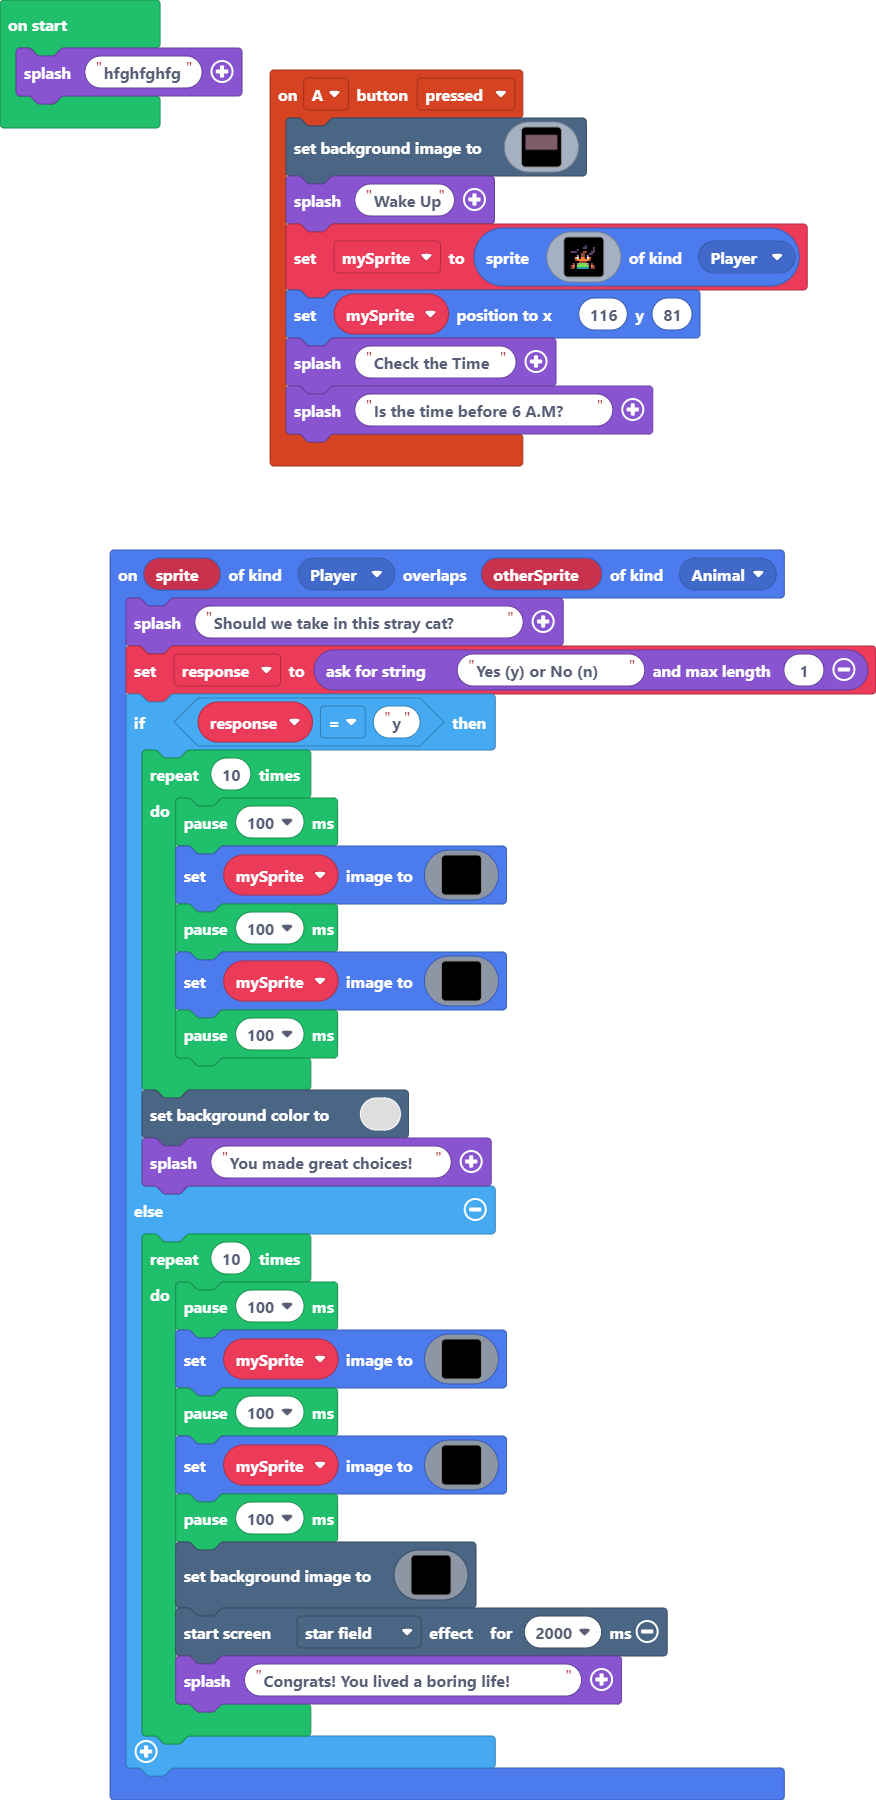 on start
splash "hfghfghfg"
on A button pressed
set background image to
splash "Wake Up"
set mySprite to sprite of kind Player
set mySprite position to x 116 y 81
splash "Check the Time "
splash "Is the time before 6 A.M? "
on sprite of kind Player overlaps otherSprite of kind Animal
splash "Should we take in this stray cat? "
set response to ask for string "Yes (y) or No (n) " and max length 1
if response = "y" then
repeat 10 times
do
pause 100 ms
set mySprite image to
pause 100 ms
set mySprite image to
pause 100 ms
set background color to
splash "You made great choices! "
else
repeat 10 times
do
pause 100 ms
set mySprite image to
pause 100 ms
set mySprite image to
pause 100 ms
set background image to
start screen star field effect for 2000 ms
splash "Congrats! You lived a boring life! "